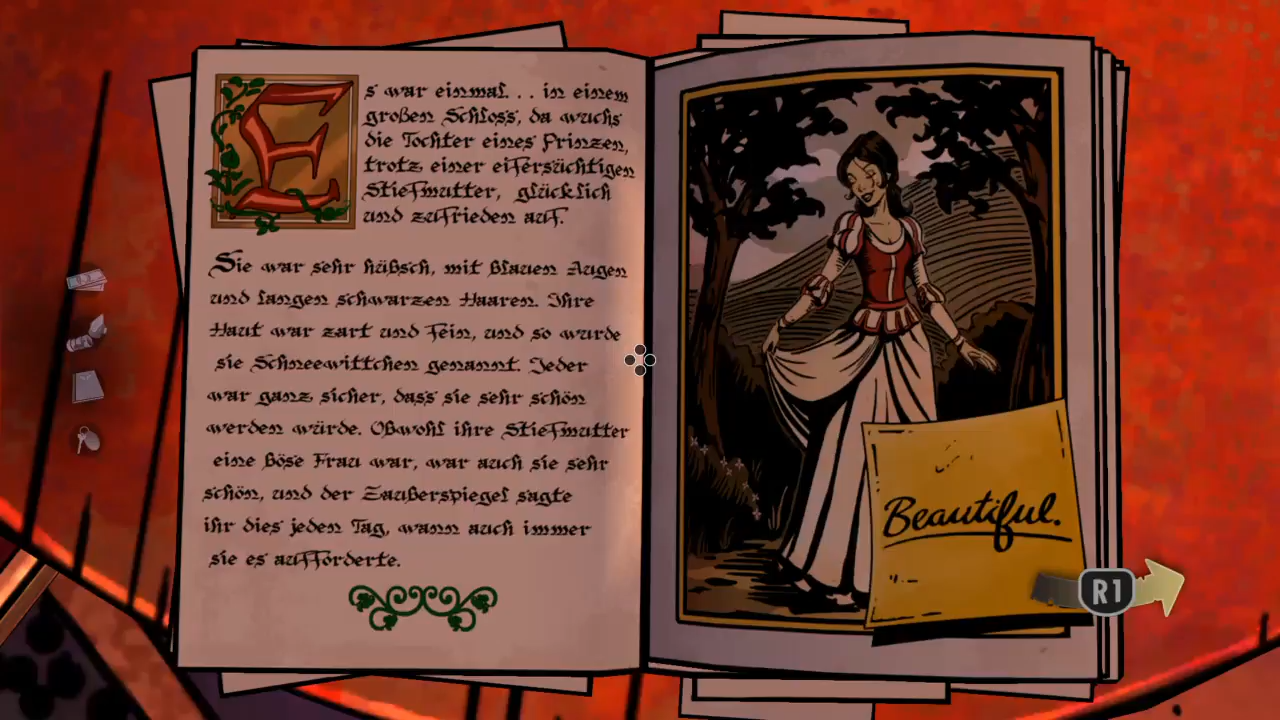 Es war einmal. . . in einem
großen Schloss, da wuchs
die Tochter eines Prinzen,
trotz einer eifersüchtigen
Stiefmutter, glücklich
und zufrieden auf.
Sie war sehr hübsch, mit blauen Augen
und langen schwarzen Haaren. Ihre
Haut war zart und fein, und so wurde
sie Schneewittchen genannt. Jeder
war ganz sicher, dass sie sehr schön
werden würde. Obwohl ihre Stiefmutter
eine böse Frau war, war auch sie sehr
schön, und der Zauberspiegel sagte
ihr dies jeden Tag, wann auch immer
sie es aufforderte.
Beautiful.
R1